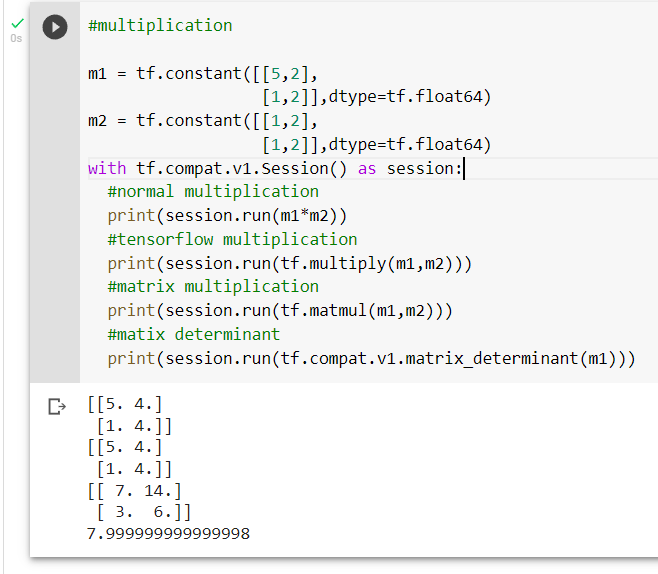 #multiplication
0s
m1 = tf.constant([[5,2],
                  [1,2]],dtype=tf.float64)
m2 = tf.constant([[1,2],
                  [1,2]],dtype=tf.float64)
with tf.compat.v1.Session() as session:
  #normal multiplication
  print(session.run(m1*m2))
  #tensorflow multiplication
  print(session.run(tf.multiply(m1,m2)))
  #matrix multiplication
  print(session.run(tf.matmul(m1,m2)))
  #matix determinant
  print(session.run(tf.compat.v1.matrix_determinant(m1)))
[[5. 4.]
 [1. 4.]]
[[5. 4.]
 [1. 4.]]
[[ 7. 14.]
 [ 3.  6.]]
7.999999999999998